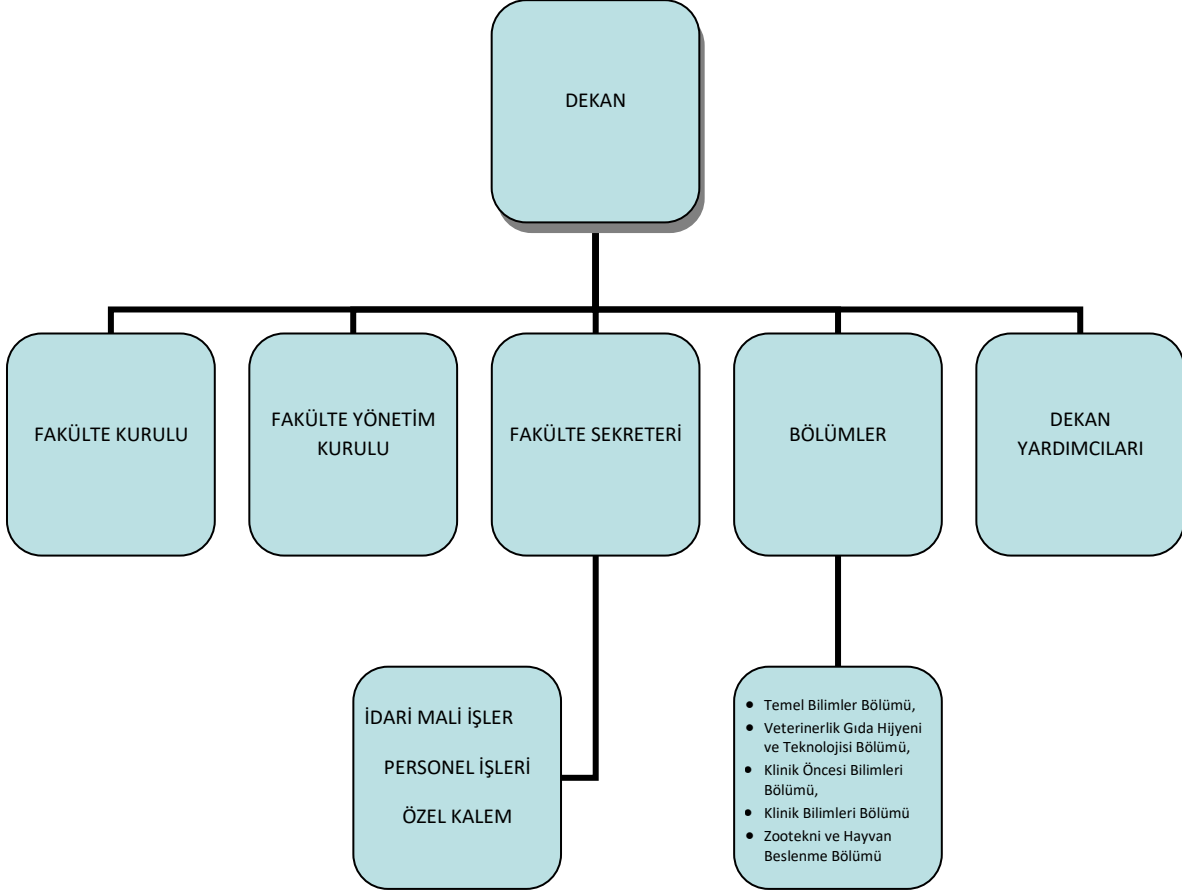 DEKAN
FAKÜLTE KURULU
FAKÜLTE YÖNETİM
KURULU
FAKÜLTE SEKRETERİ
BÖLÜMLER
DEKAN
YARDIMCILARI
İDARİ MALİ İŞLER
PERSONEL İŞLERİ
ÖZEL KALEM
• Temel Bilimler Bölümü,
• Veterinerlik Gıda Hijyeni
ve Teknolojisi Bölümü,
• Klinik Öncesi Bilimleri
Bölümü,
• Klinik Bilimleri Bölümü
• Zootekni ve Hayvan
Beslenme Bölümü